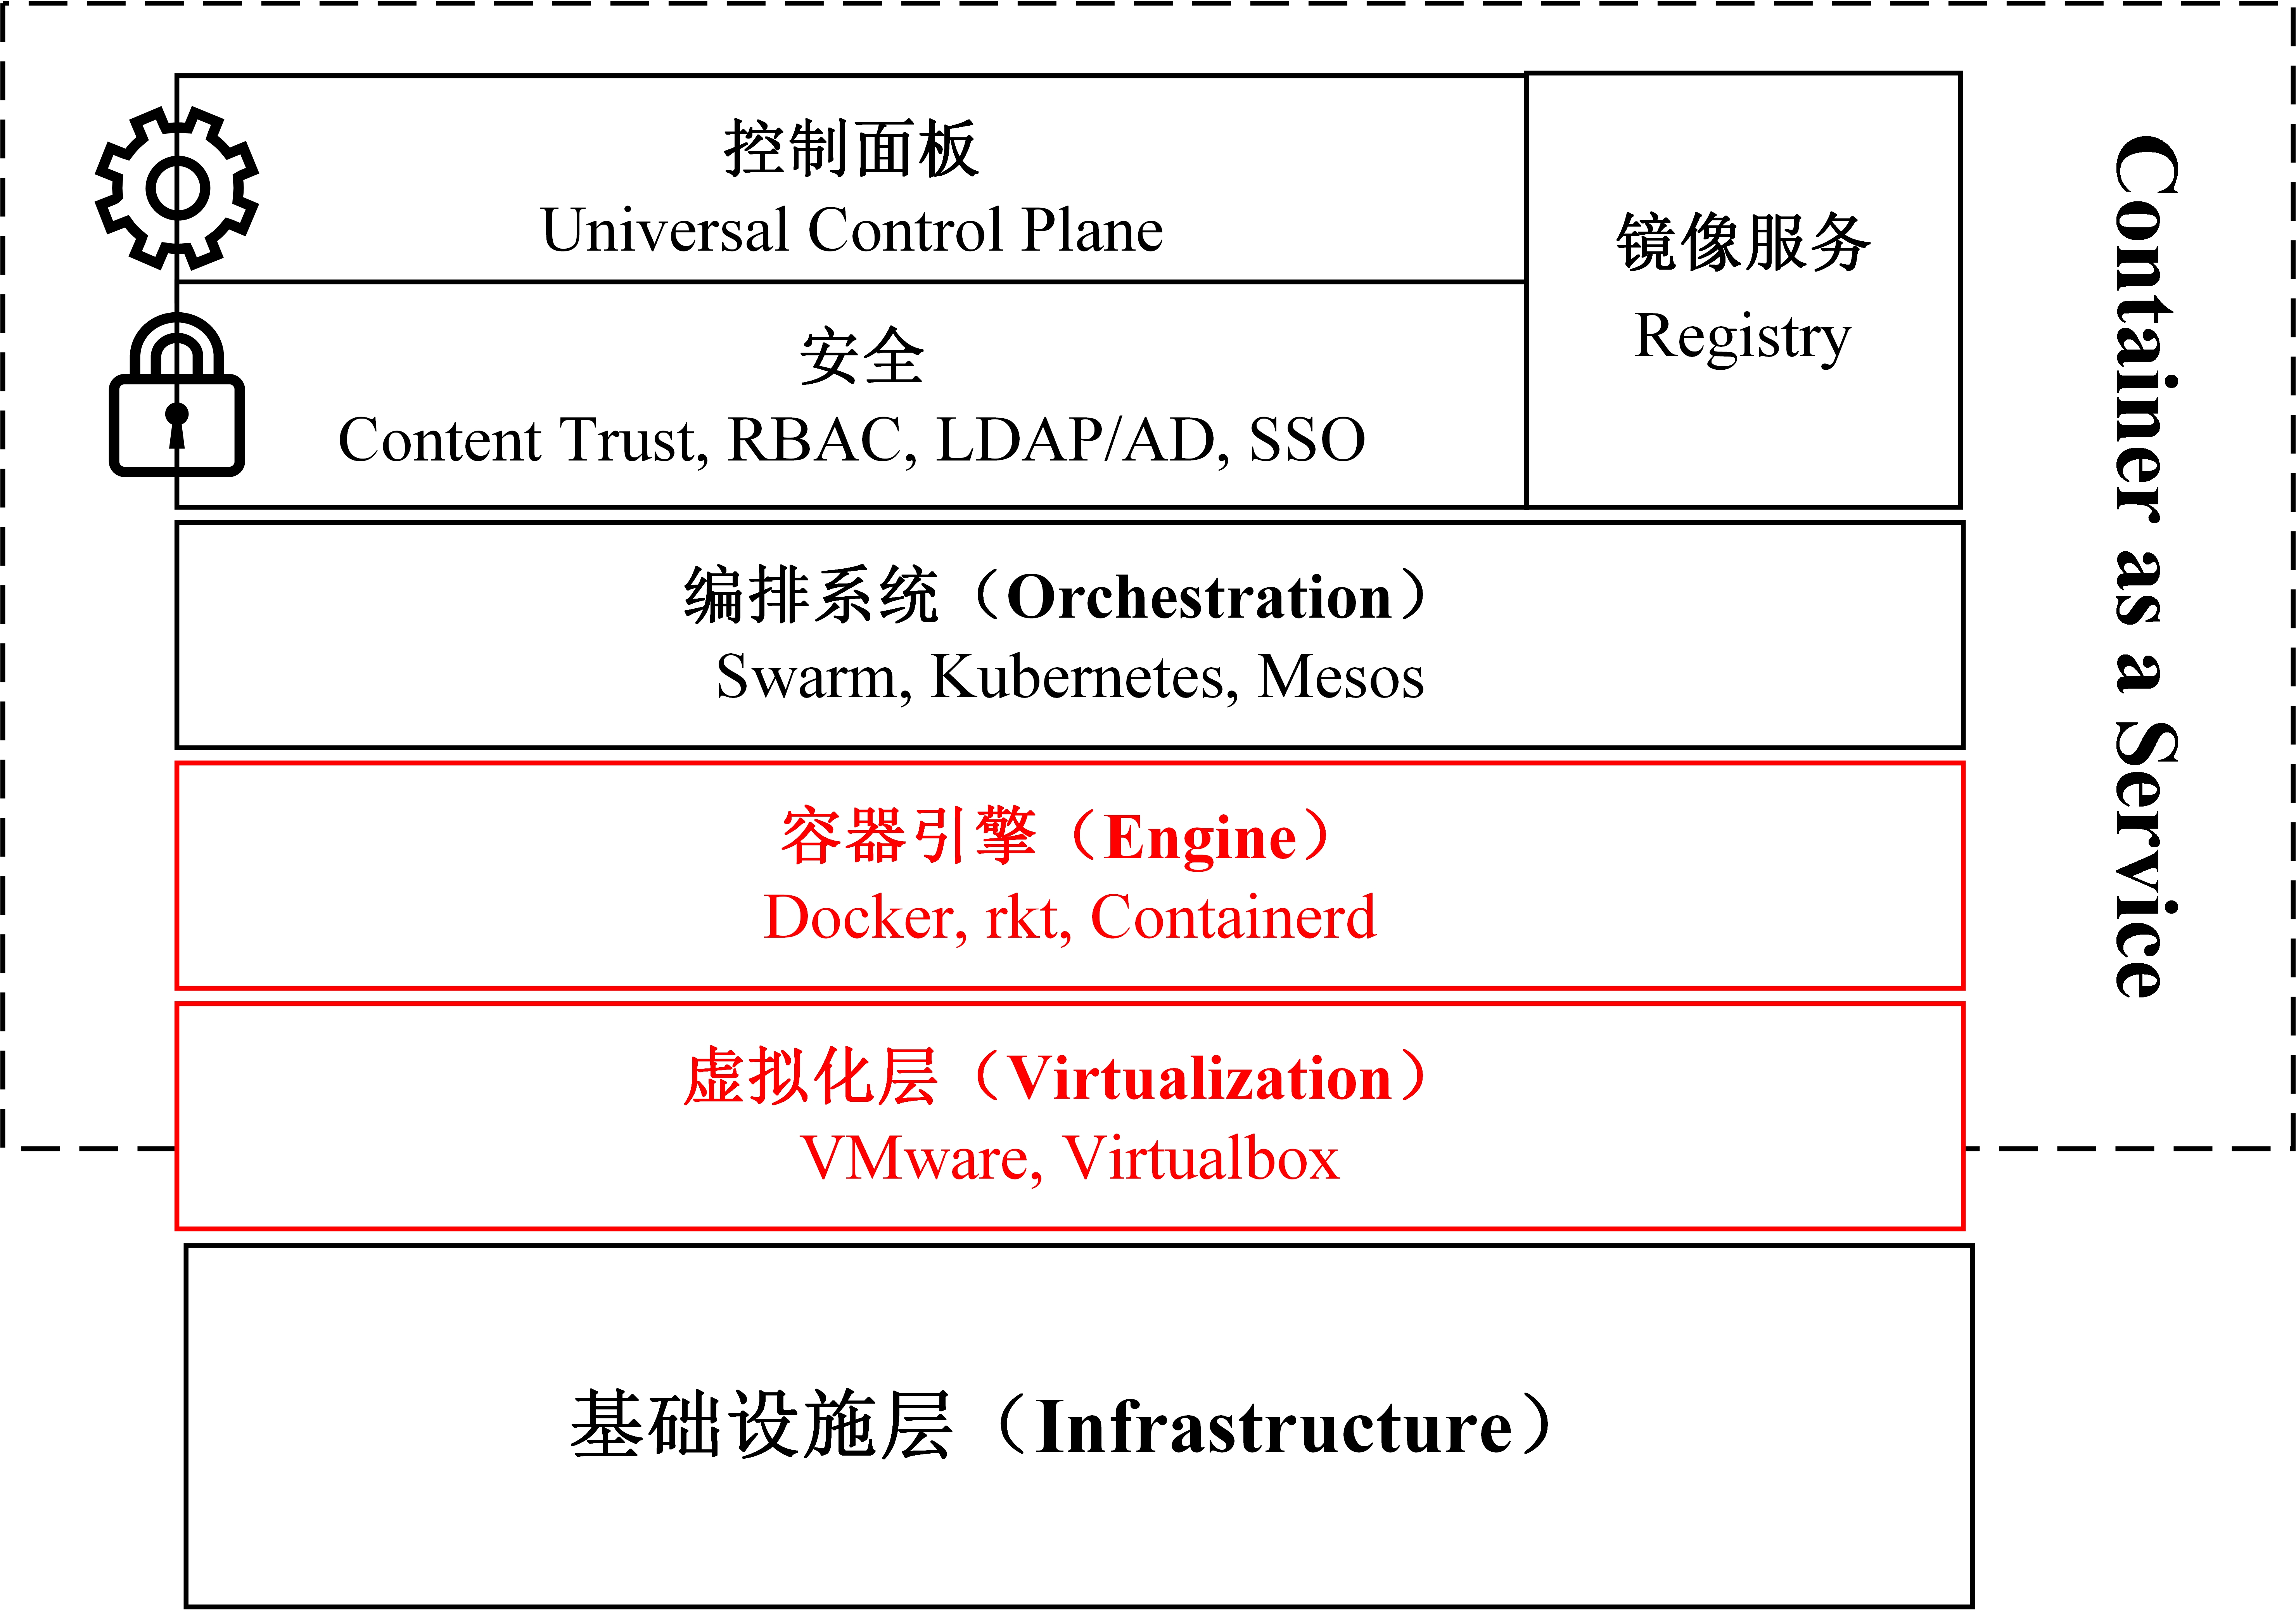 控制面板
Universal Control Plane
镜像服务
Registry
安全
Content Trust, RBAC, LDAP/AD, SSO
编排系统（Orchestration）
Swarm, Kubernetes, Mesos
容器引擎（Engine）
Docker, rkt, Containerd
虚拟化层（Virtualization）
VMware, Virtualbox
基础设施层（Infrastructure）
Container as a Service